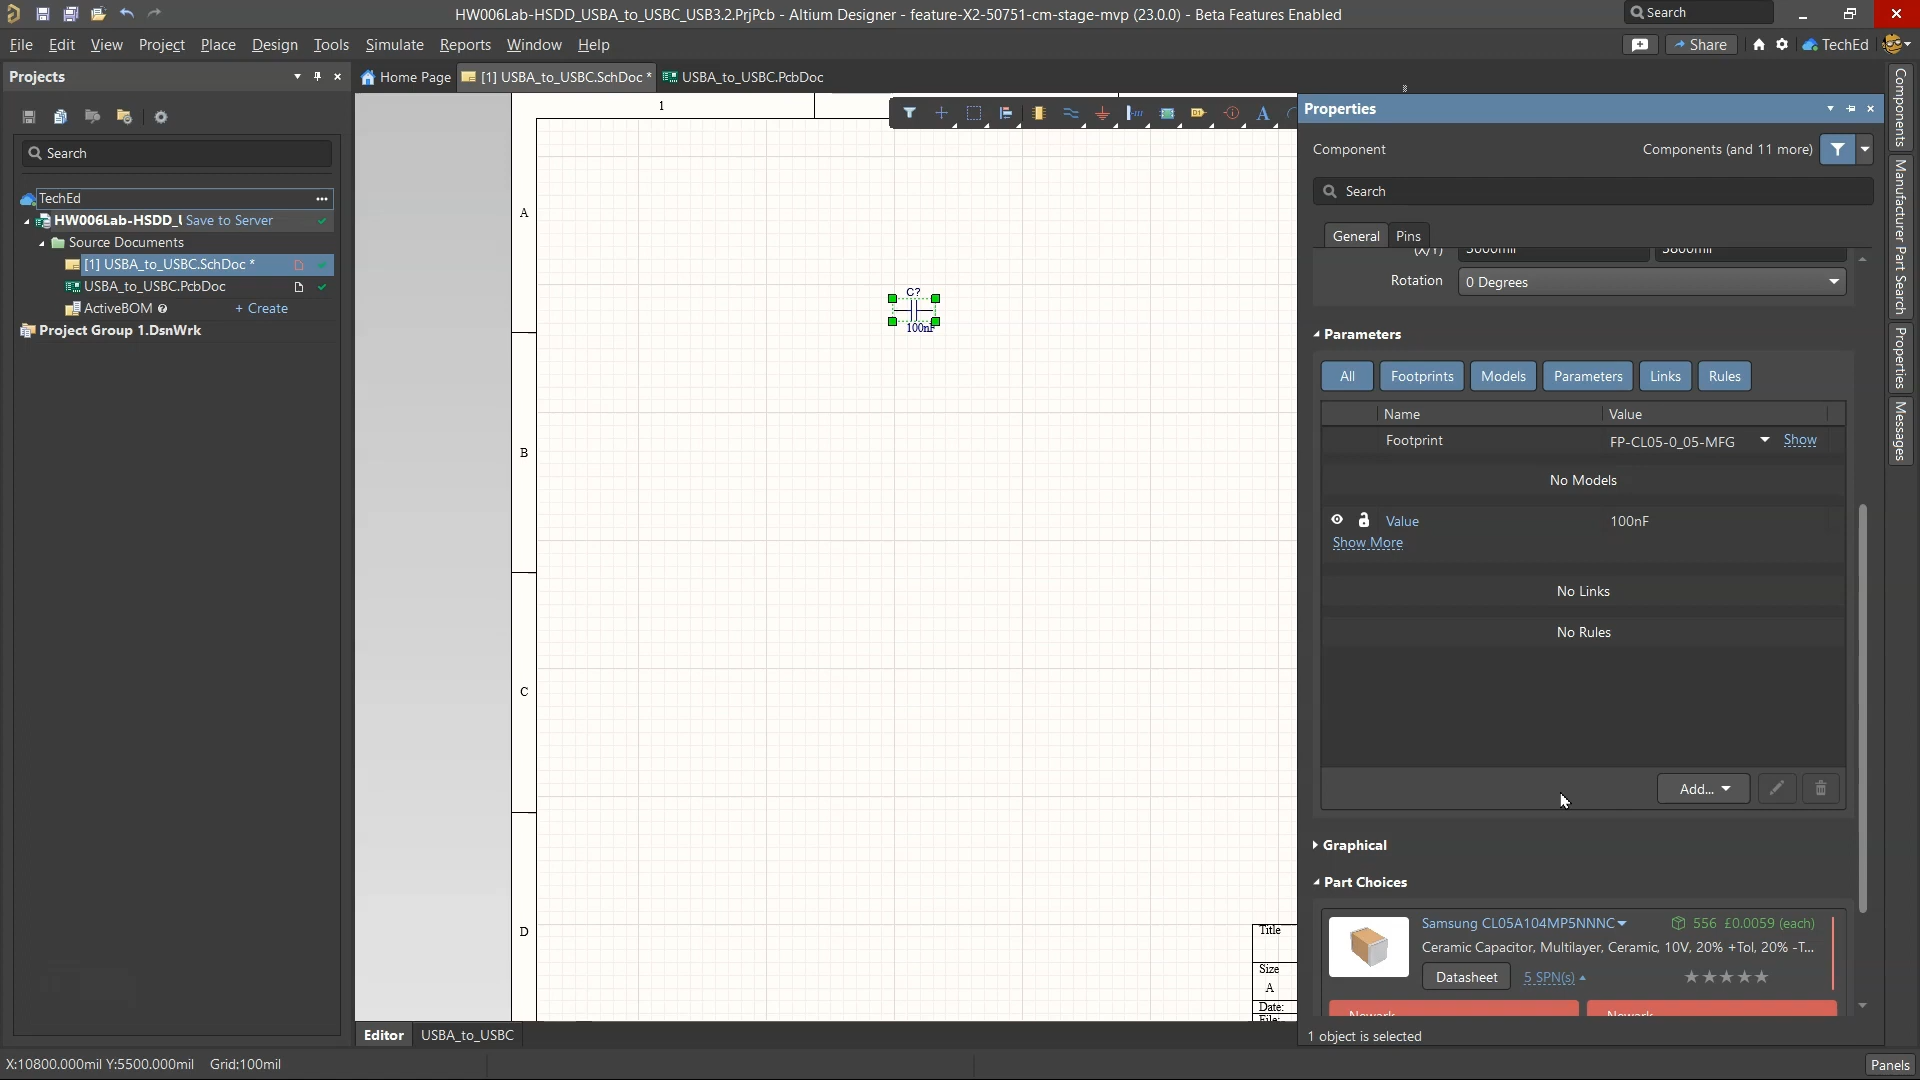 HW006Lab-HSDD_USBA_to_USBC_USB3.2.PrjPcb - Altium Designer - feature-X2-50751-cm-stage-mvp (23.0.0) - Beta Features Enabled
Search
File Edit View Project Place Design Tools Simulate Reports Window Help
Share
TechEd
Projects
Home Page
[1] USBA_to_USBC.SchDoc *
USBA_to_USBC.PcbDoc
Search
TechEd
HW006Lab-HSDD_U Save to Server
Source Documents
[1] USBA_to_USBC.SchDoc *
USBA_to_USBC.PcbDoc
ActiveBOM + Create
Project Group 1.DsnWrk
1
A
B
C
D
C?
100nF
Title
Size
A
Date:
File:
Properties
Component Components (and 11 more)
Search
General Pins
(X/Y)
Rotation 0 Degrees
Parameters
All Footprints Models Parameters Links Rules
Name Value
Footprint FP-CL05-0_05-MFG Show
No Models
Value 100nF
Show More
No Links
No Rules
Add...
Graphical
Part Choices
Samsung CL05A104MP5NNNC 556 £0.0059 (each)
Ceramic Capacitor, Multilayer, Ceramic, 10V, 20% +Tol, 20% -T...
Datasheet 5 SPN(s)
Newark Newark
1 object is selected
Components
Manufacturer Part Search
Properties
Messages
Editor USBA_to_USBC
X:10800.000mil Y:5500.000mil Grid:100mil
Panels